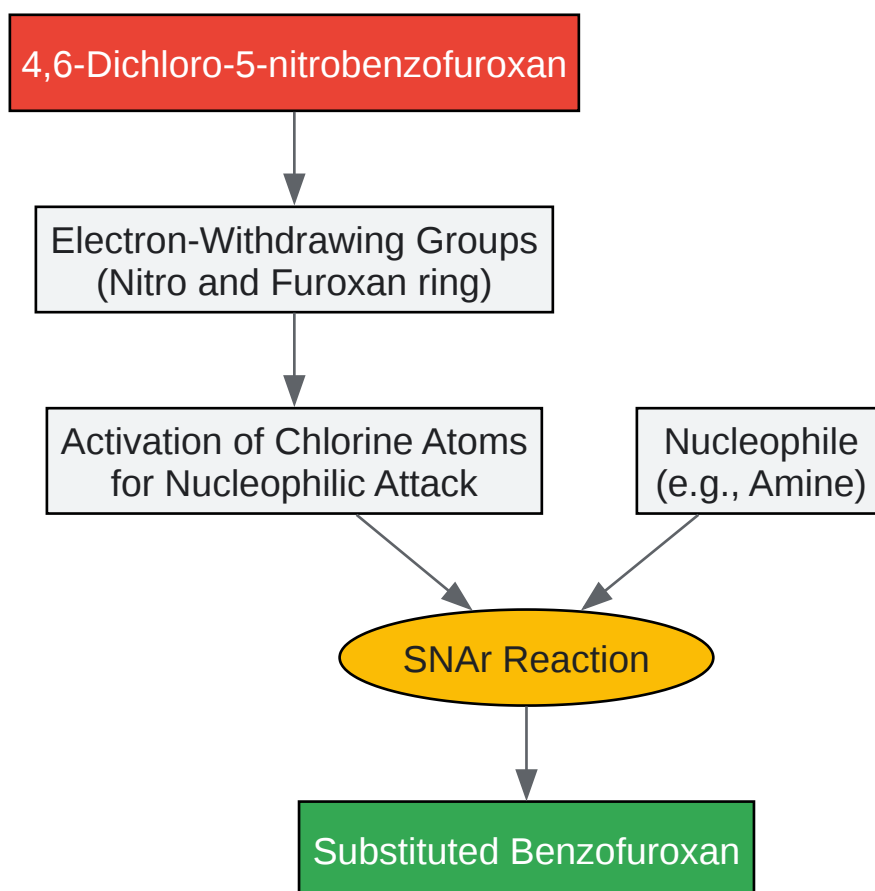 4,6-Dichloro-5-nitrobenzofuroxan
Electron-Withdrawing Groups
(Nitro and Furoxan ring)
Activation of Chlorine Atoms
for Nucleophilic Attack
Nucleophile
(e.g., Amine)
SNAr Reaction
Substituted Benzofuroxan